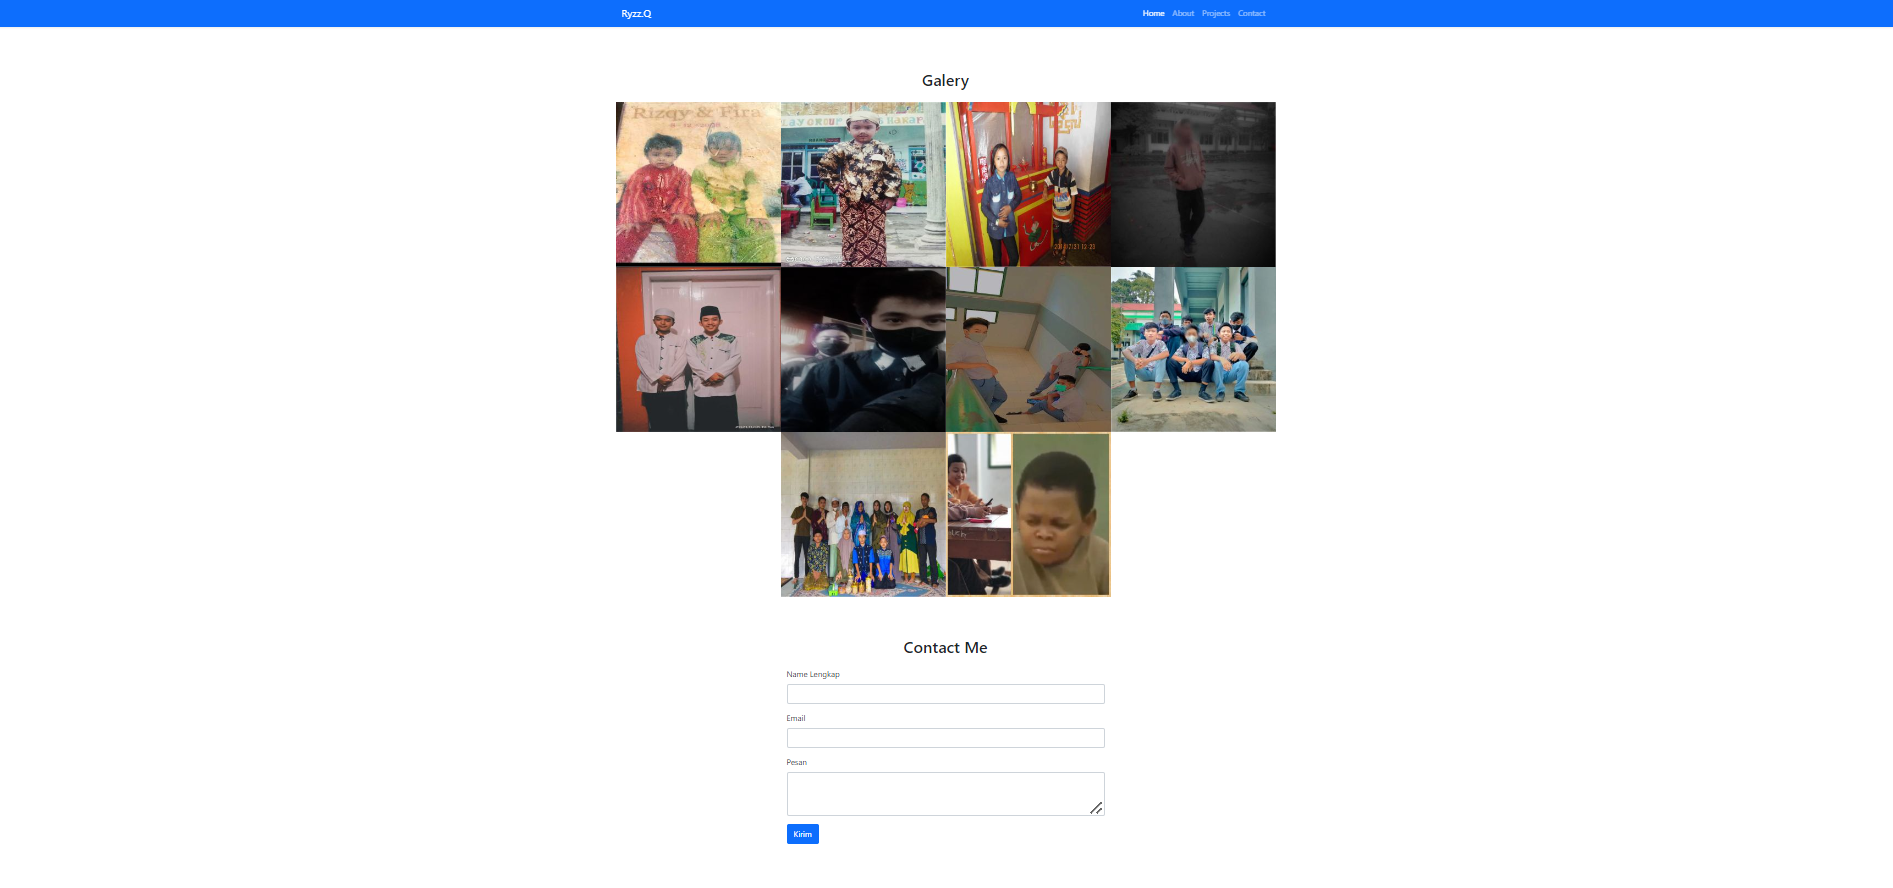 Ryzz.Q
Home About Projects Contact
Galery
Rizqy & Fira
Contact Me
Name Lengkap
Email
Pesan
Kirim